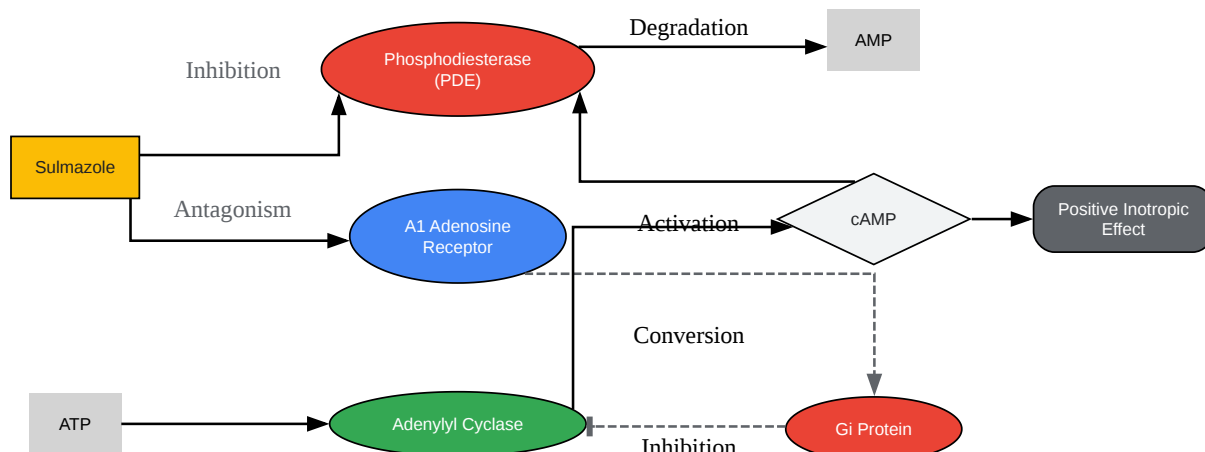 Degradation
AMP
Phosphodiesterase
(PDE)
Inhibition
Sulmazole
Antagonism
A1 Adenosine
Receptor
Activation
cAMP
Positive Inotropic
Effect
Conversion
ATP
Adenylyl Cyclase
Gi Protein
Inhibition